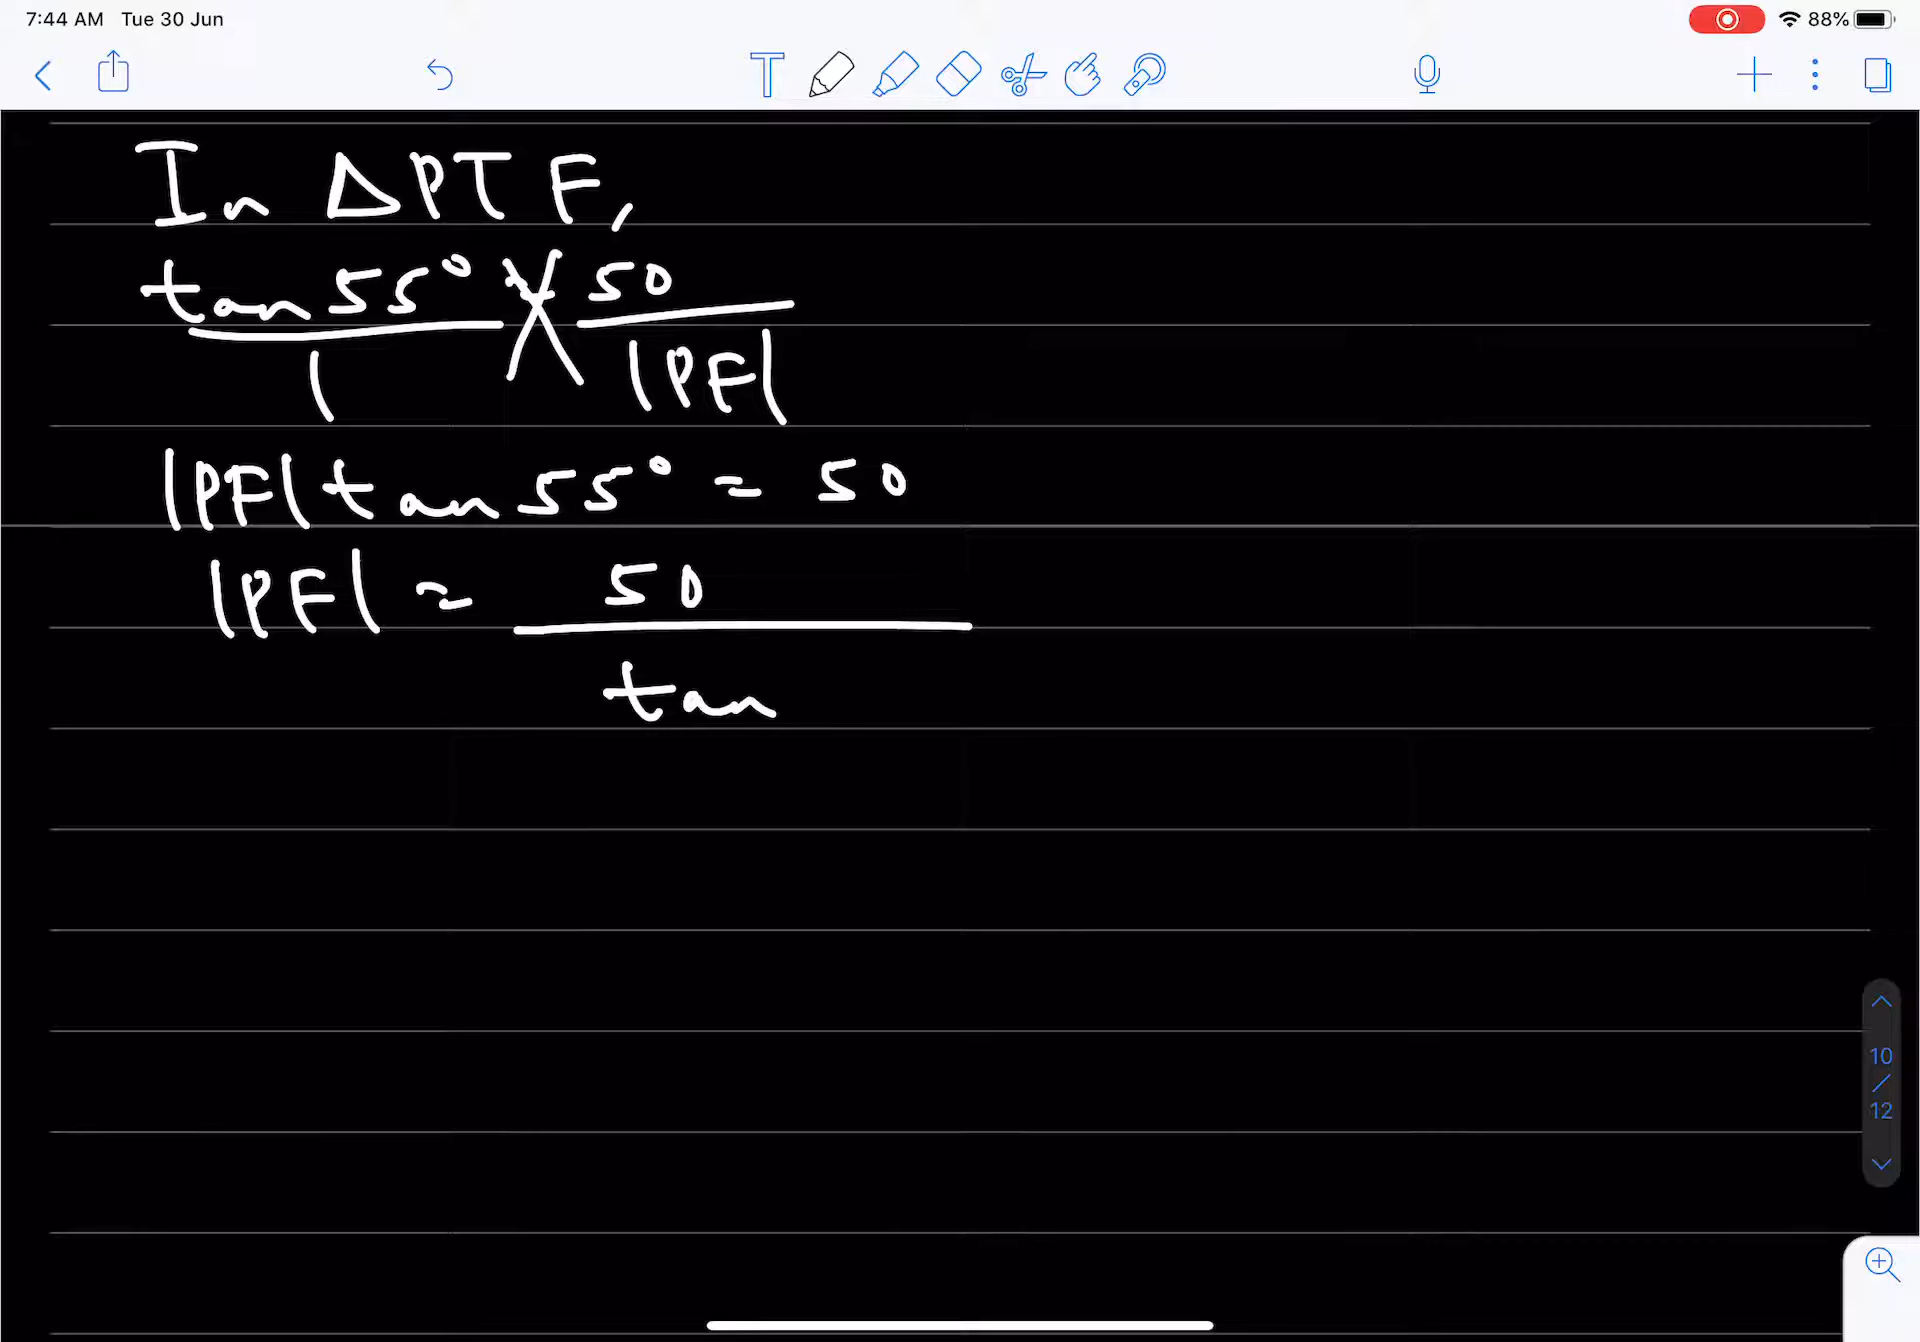 7:44 AM Tue 30 Jun 88%
T
In ΔPTF,
tan 55° = 50
1 |PF|
|PF| tan 55° = 50
|PF| = 50
tan
10
/
12